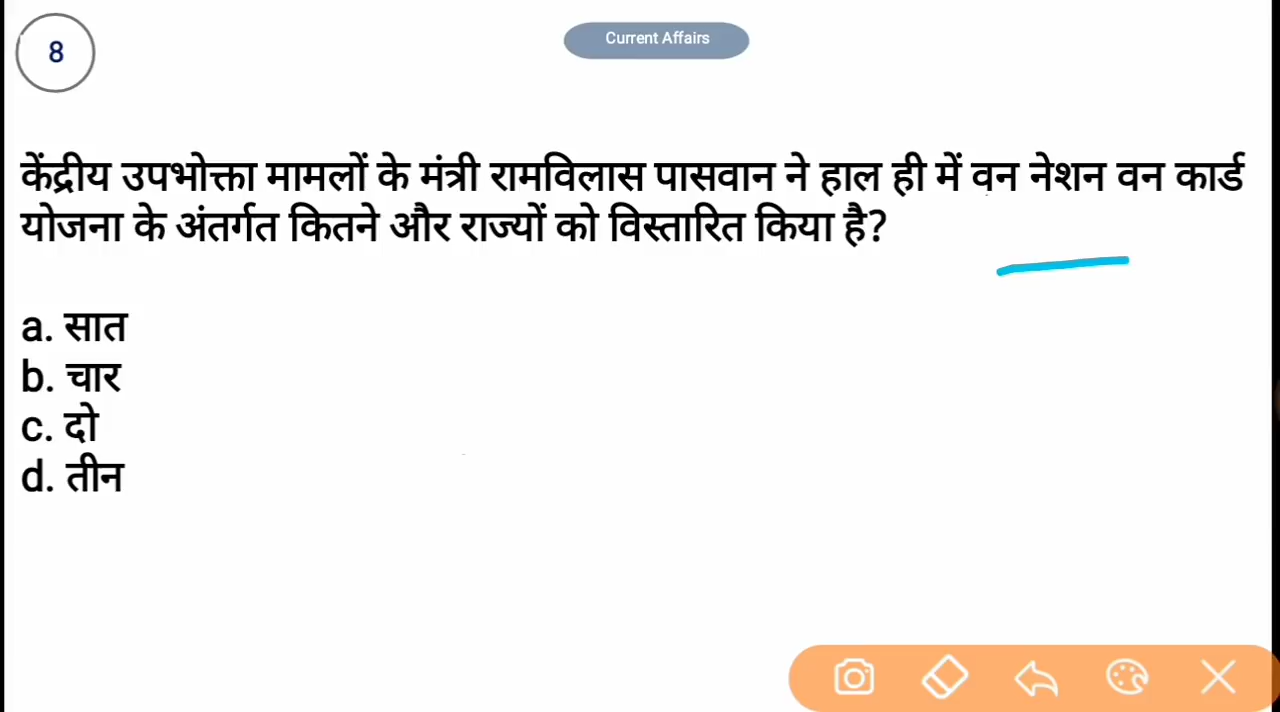 8
Current Affairs
केंद्रीय उपभोक्ता मामलों के मंत्री रामविलास पासवान ने हाल ही में वन नेशन वन कार्ड
योजना के अंतर्गत कितने और राज्यों को विस्तारित किया है?
a. सात
b. चार
c. दो
d. तीन